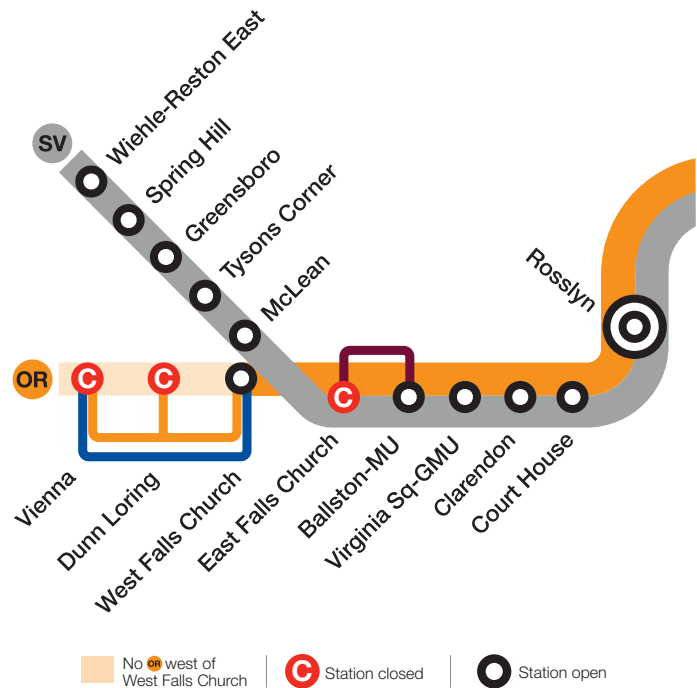 SV
Wiehle-Reston East
Spring Hill
Greensboro
Tysons Corner
McLean
Rosslyn
OR
C
C
C
Vienna
Dunn Loring
West Falls Church
East Falls Church
Ballston-MU
Virginia Sq-GMU
Clarendon
Court House
No OR west of
West Falls Church
C Station closed
Station open